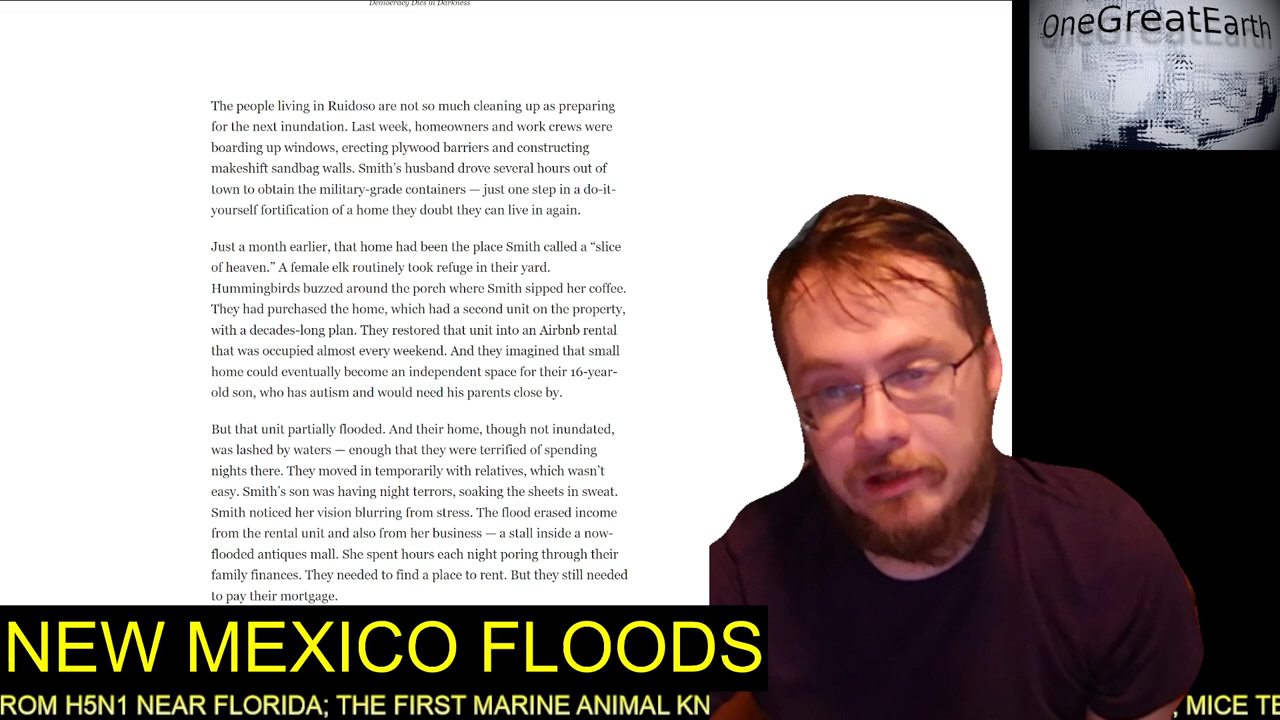 Democracy Dies in Darkness
OneGreatEarth
The people living in Ruidoso are not so much cleaning up as preparing
for the next inundation. Last week, homeowners and work crews were
boarding up windows, erecting plywood barriers and constructing
makeshift sandbag walls. Smith’s husband drove several hours out of
town to obtain the military-grade containers — just one step in a do-it-
yourself fortification of a home they doubt they can live in again.
Just a month earlier, that home had been the place Smith called a “slice
of heaven.” A female elk routinely took refuge in their yard.
Hummingbirds buzzed around the porch where Smith sipped her coffee.
They had purchased the home, which had a second unit on the property,
with a decades-long plan. They restored that unit into an Airbnb rental
that was occupied almost every weekend. And they imagined that small
home could eventually become an independent space for their 16-year-
old son, who has autism and would need his parents close by.
But that unit partially flooded. And their home, though not inundated,
was lashed by waters — enough that they were terrified of spending
nights there. They moved in temporarily with relatives, which wasn’t
easy. Smith’s son was having night terrors, soaking the sheets in sweat.
Smith noticed her vision blurring from stress. The flood erased income
from the rental unit and also from her business — a stall inside a now-
flooded antiques mall. She spent hours each night poring through their
family finances. They needed to find a place to rent. But they still needed
to pay their mortgage.
NEW MEXICO FLOODS
ROM H5N1 NEAR FLORIDA; THE FIRST MARINE ANIMAL KN , MICE TE